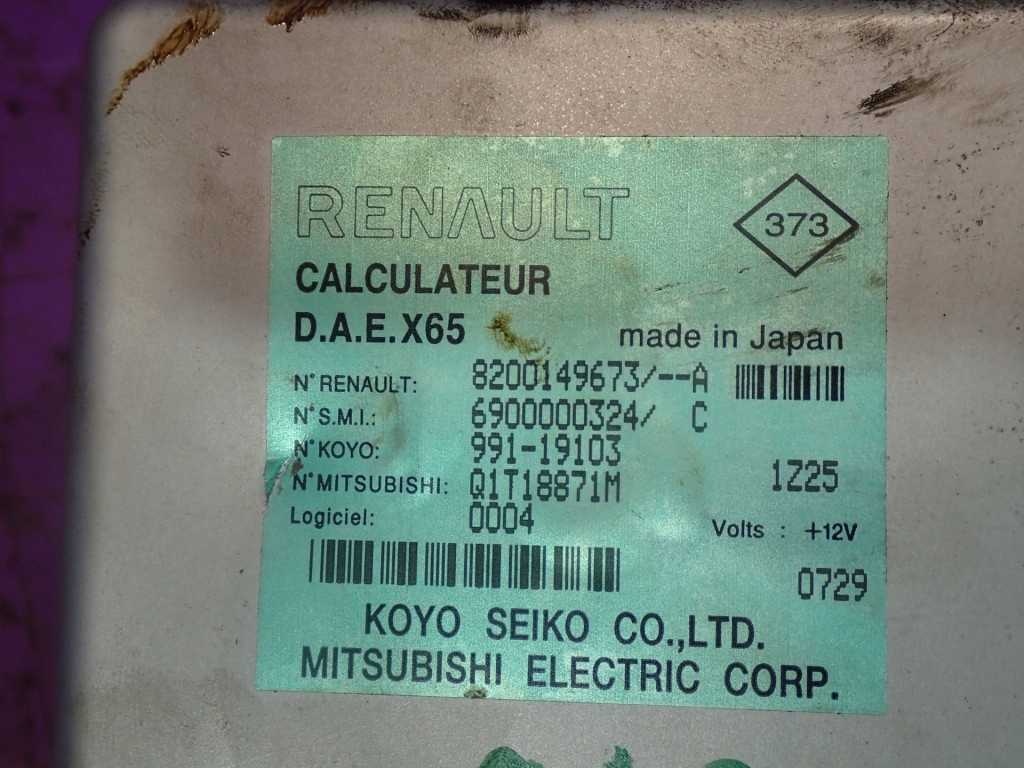 RENAULT
373
CALCULATEUR
D.A.E.X65
made in Japan
N° RENAULT: 8200149673/--A
N° S.M.I.: 6900000324/ C
N° KOYO: 991-19103
1Z25
N° MITSUBISHI: Q1T18871M
Logiciel: 0004
Volts : +12V
0729
KOYO SEIKO CO.,LTD.
MITSUBISHI ELECTRIC CORP.